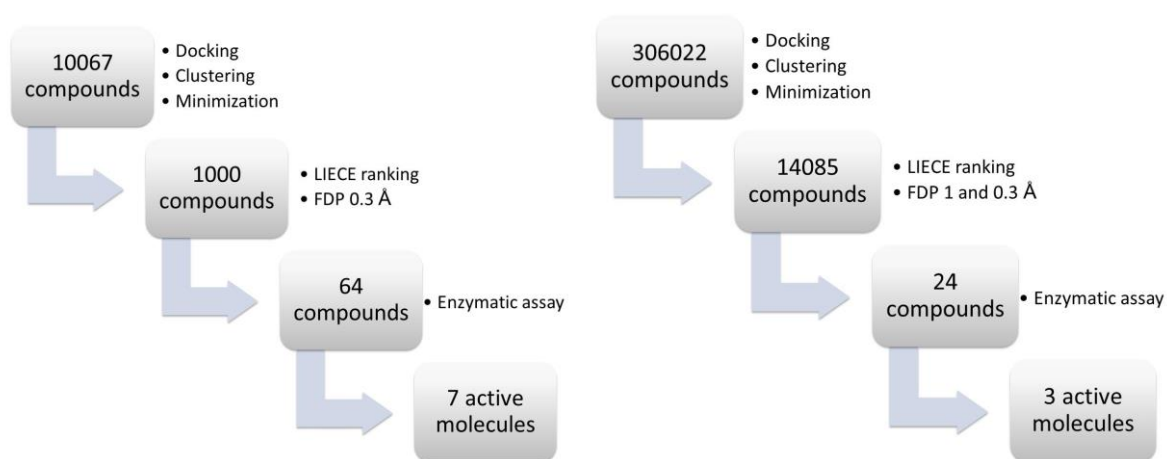 10067
compounds
• Docking
• Clustering
• Minimization
1000
compounds
• LIECE ranking
• FDP 0.3 Å
64
compounds
• Enzymatic assay
7 active
molecules
306022
compounds
• Docking
• Clustering
• Minimization
14085
compounds
• LIECE ranking
• FDP 1 and 0.3 Å
24
compounds
• Enzymatic assay
3 active
molecules